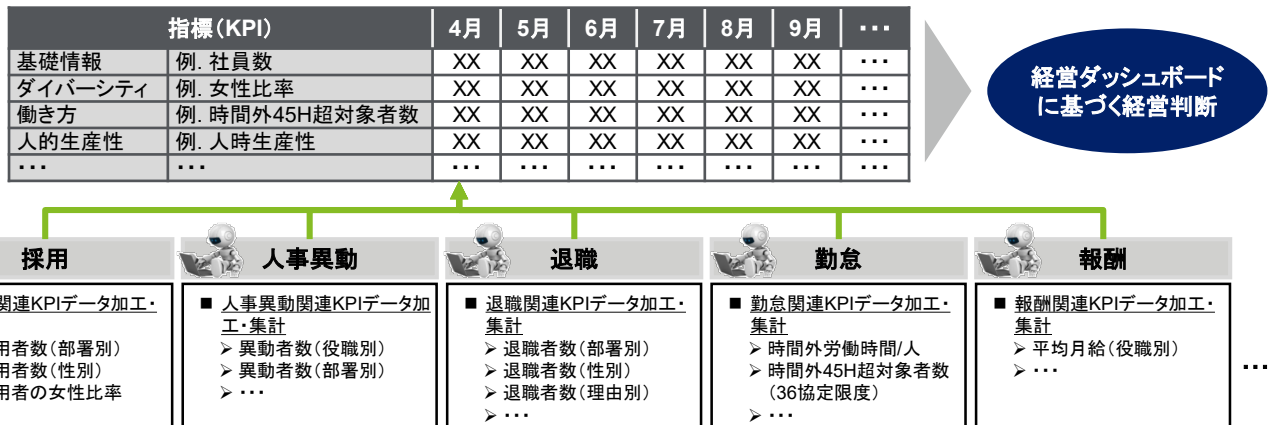 指標(KPI) 4月 5月 6月 7月 8月 9月 ・・・
基礎情報 例. 社員数 XX XX XX XX XX XX ・・・
ダイバーシティ 例. 女性比率 XX XX XX XX XX XX ・・・
働き方 例. 時間外45H超対象者数 XX XX XX XX XX XX ・・・
人的生産性 例. 人時生産性 XX XX XX XX XX XX ・・・
・・・ ・・・ ・・・ ・・・ ・・・ ・・・ ・・・ ・・・ ・・・
経営ダッシュボード
に基づく経営判断
採用
関連KPIデータ加工・
用者数(部署別)
用者数(性別)
用者の女性比率
人事異動
■ 人事異動関連KPIデータ加
工・集計
➢ 異動者数(役職別)
➢ 異動者数(部署別)
➢ ・・・
退職
■ 退職関連KPIデータ加工・
集計
➢ 退職者数(部署別)
➢ 退職者数(性別)
➢ 退職者数(理由別)
➢ ・・・
勤怠
■ 勤怠関連KPIデータ加工・
集計
➢ 時間外労働時間/人
➢ 時間外45H超対象者数
(36協定限度)
➢ ・・・
報酬
■ 報酬関連KPIデータ加工・
集計
➢ 平均月給(役職別)
➢ ・・・
・・・